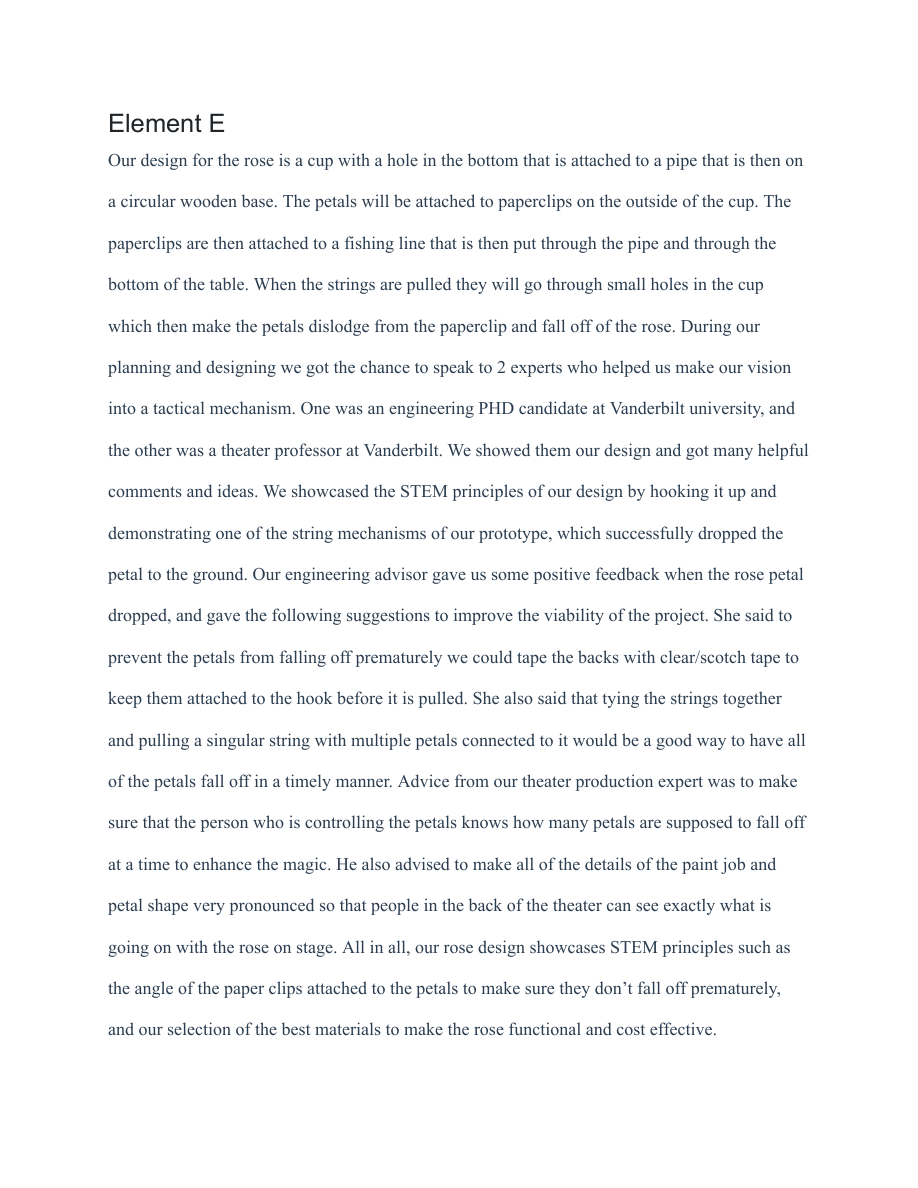 Element E
Our design for the rose is a cup with a hole in the bottom that is attached to a pipe that is then on
a circular wooden base. The petals will be attached to paperclips on the outside of the cup. The
paperclips are then attached to a fishing line that is then put through the pipe and through the
bottom of the table. When the strings are pulled they will go through small holes in the cup
which then make the petals dislodge from the paperclip and fall off of the rose. During our
planning and designing we got the chance to speak to 2 experts who helped us make our vision
into a tactical mechanism. One was an engineering PHD candidate at Vanderbilt university, and
the other was a theater professor at Vanderbilt. We showed them our design and got many helpful
comments and ideas. We showcased the STEM principles of our design by hooking it up and
demonstrating one of the string mechanisms of our prototype, which successfully dropped the
petal to the ground. Our engineering advisor gave us some positive feedback when the rose petal
dropped, and gave the following suggestions to improve the viability of the project. She said to
prevent the petals from falling off prematurely we could tape the backs with clear/scotch tape to
keep them attached to the hook before it is pulled. She also said that tying the strings together
and pulling a singular string with multiple petals connected to it would be a good way to have all
of the petals fall off in a timely manner. Advice from our theater production expert was to make
sure that the person who is controlling the petals knows how many petals are supposed to fall off
at a time to enhance the magic. He also advised to make all of the details of the paint job and
petal shape very pronounced so that people in the back of the theater can see exactly what is
going on with the rose on stage. All in all, our rose design showcases STEM principles such as
the angle of the paper clips attached to the petals to make sure they don’t fall off prematurely,
and our selection of the best materials to make the rose functional and cost effective.